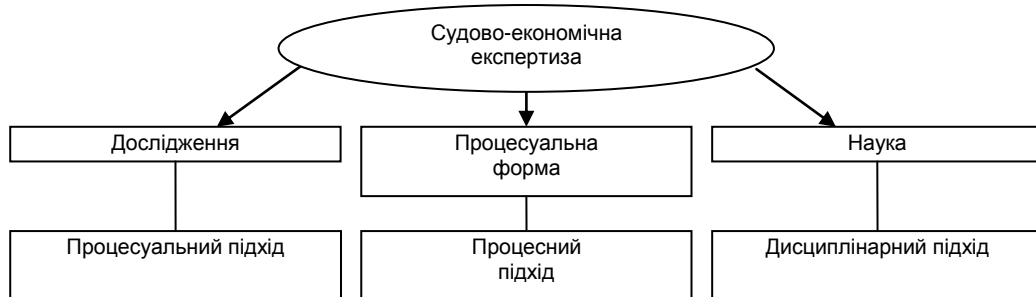 Судово-економічна
експертиза
Дослідження
Процесуальна
форма
Наука
Процесуальний підхід
Процесний
підхід
Дисциплінарний підхід